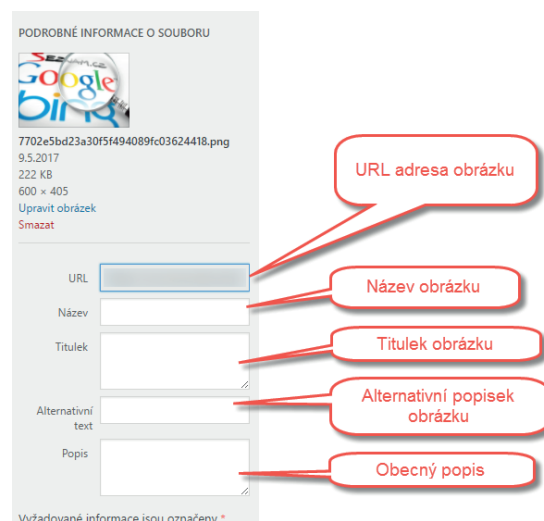 PODROBNÉ INFORMACE O SOUBORU
Seznam.cz
Google
bing
7702e5bd23a30f5f494089fc03624418.png
9.5.2017
222 KB
600 × 405
Upravit obrázek
Smazat
URL adresa obrázku
URL
Název obrázku
Název
Titulek obrázku
Titulek
Alternativní popisek
obrázku
Alternativní
text
Popis
Obecný popis
Vyžadované informace jsou označeny *